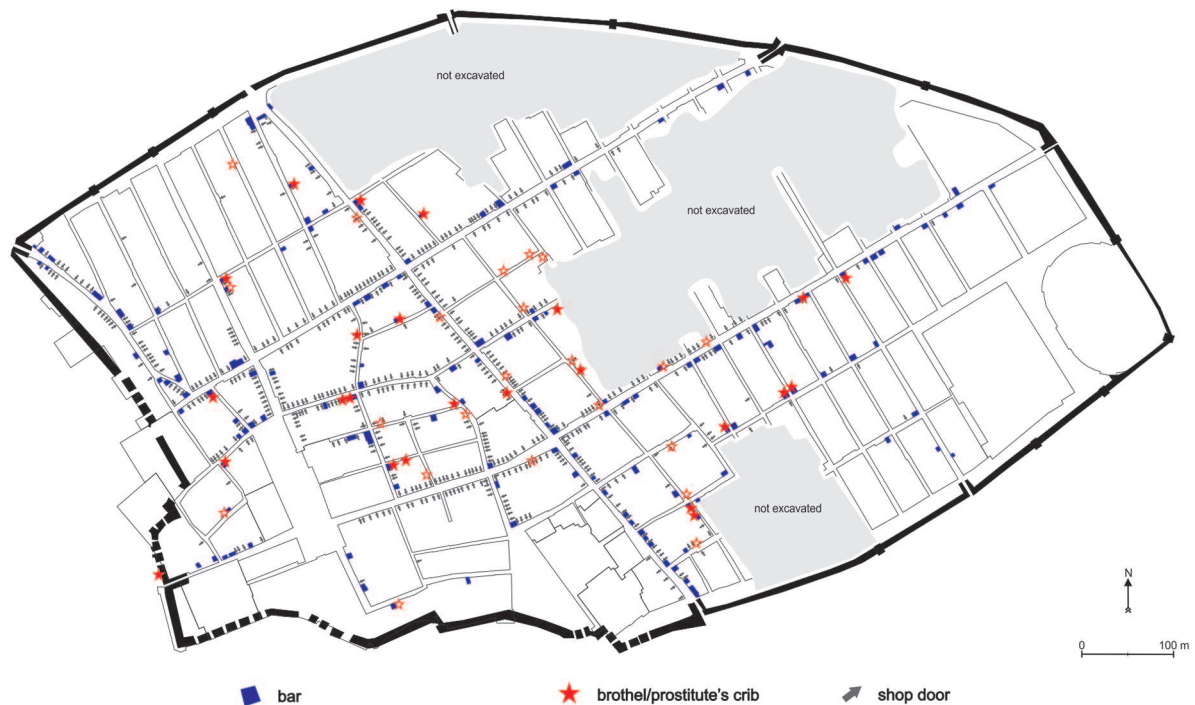 not excavated
not excavated
not excavated
N
0 100 m
bar
brothel/prostitute's crib
shop door